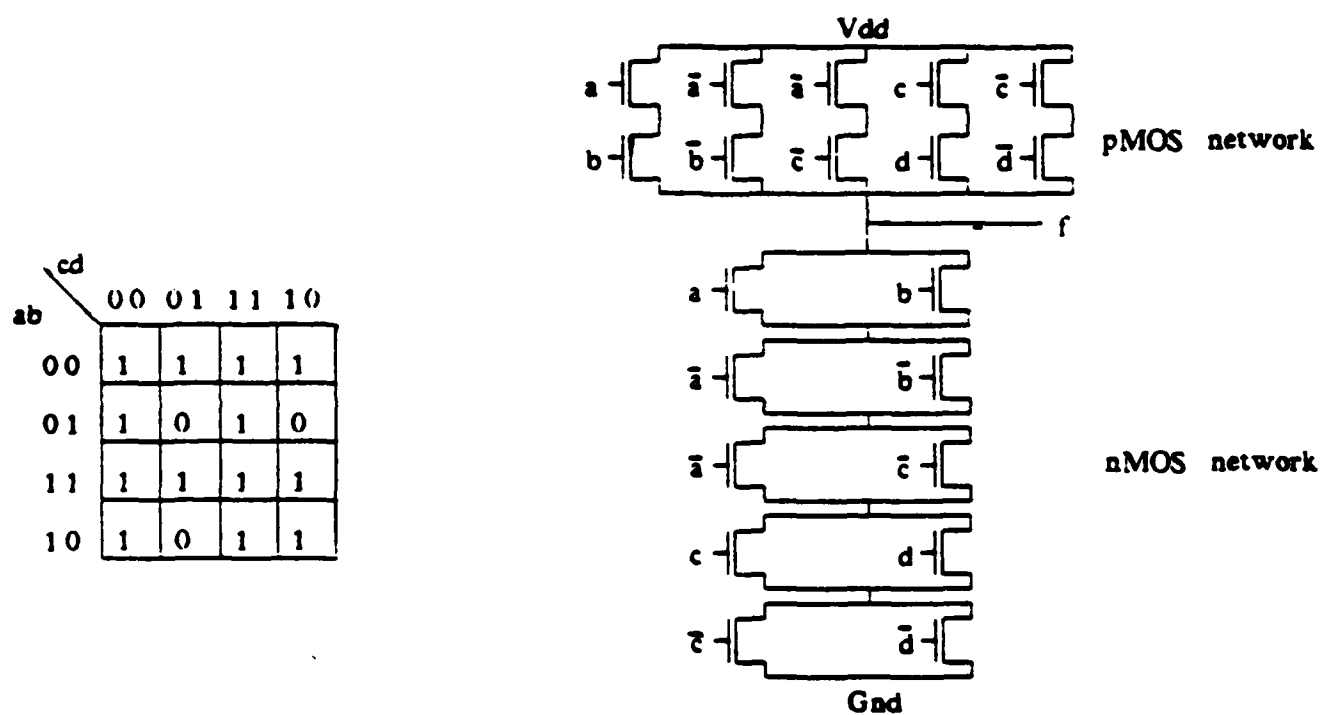 Vdd
a ā ā c c̄
b b̄ c̄ d d̄
pMOS network
f
a b
ā b̄
ā c̄
nMOS network
c d
c̄ d̄
Gnd
cd
ab
00 01 11 10
00 1 1 1 1
01 1 0 1 0
11 1 1 1 1
10 1 0 1 1